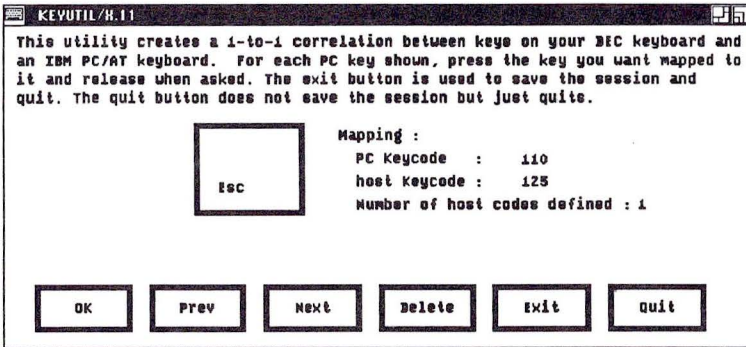 KEYUTIL/X.11
This utility creates a 1-to-1 correlation between keys on your DEC keyboard and
an IBM PC/AT keyboard. For each PC key shown, press the key you want mapped to
it and release when asked. The exit button is used to save the session and
quit. The quit button does not save the session but just quits.
Mapping :
PC Keycode : 110
Esc host Keycode : 125
Number of host codes defined : 1
OK Prev Next Delete Exit Quit